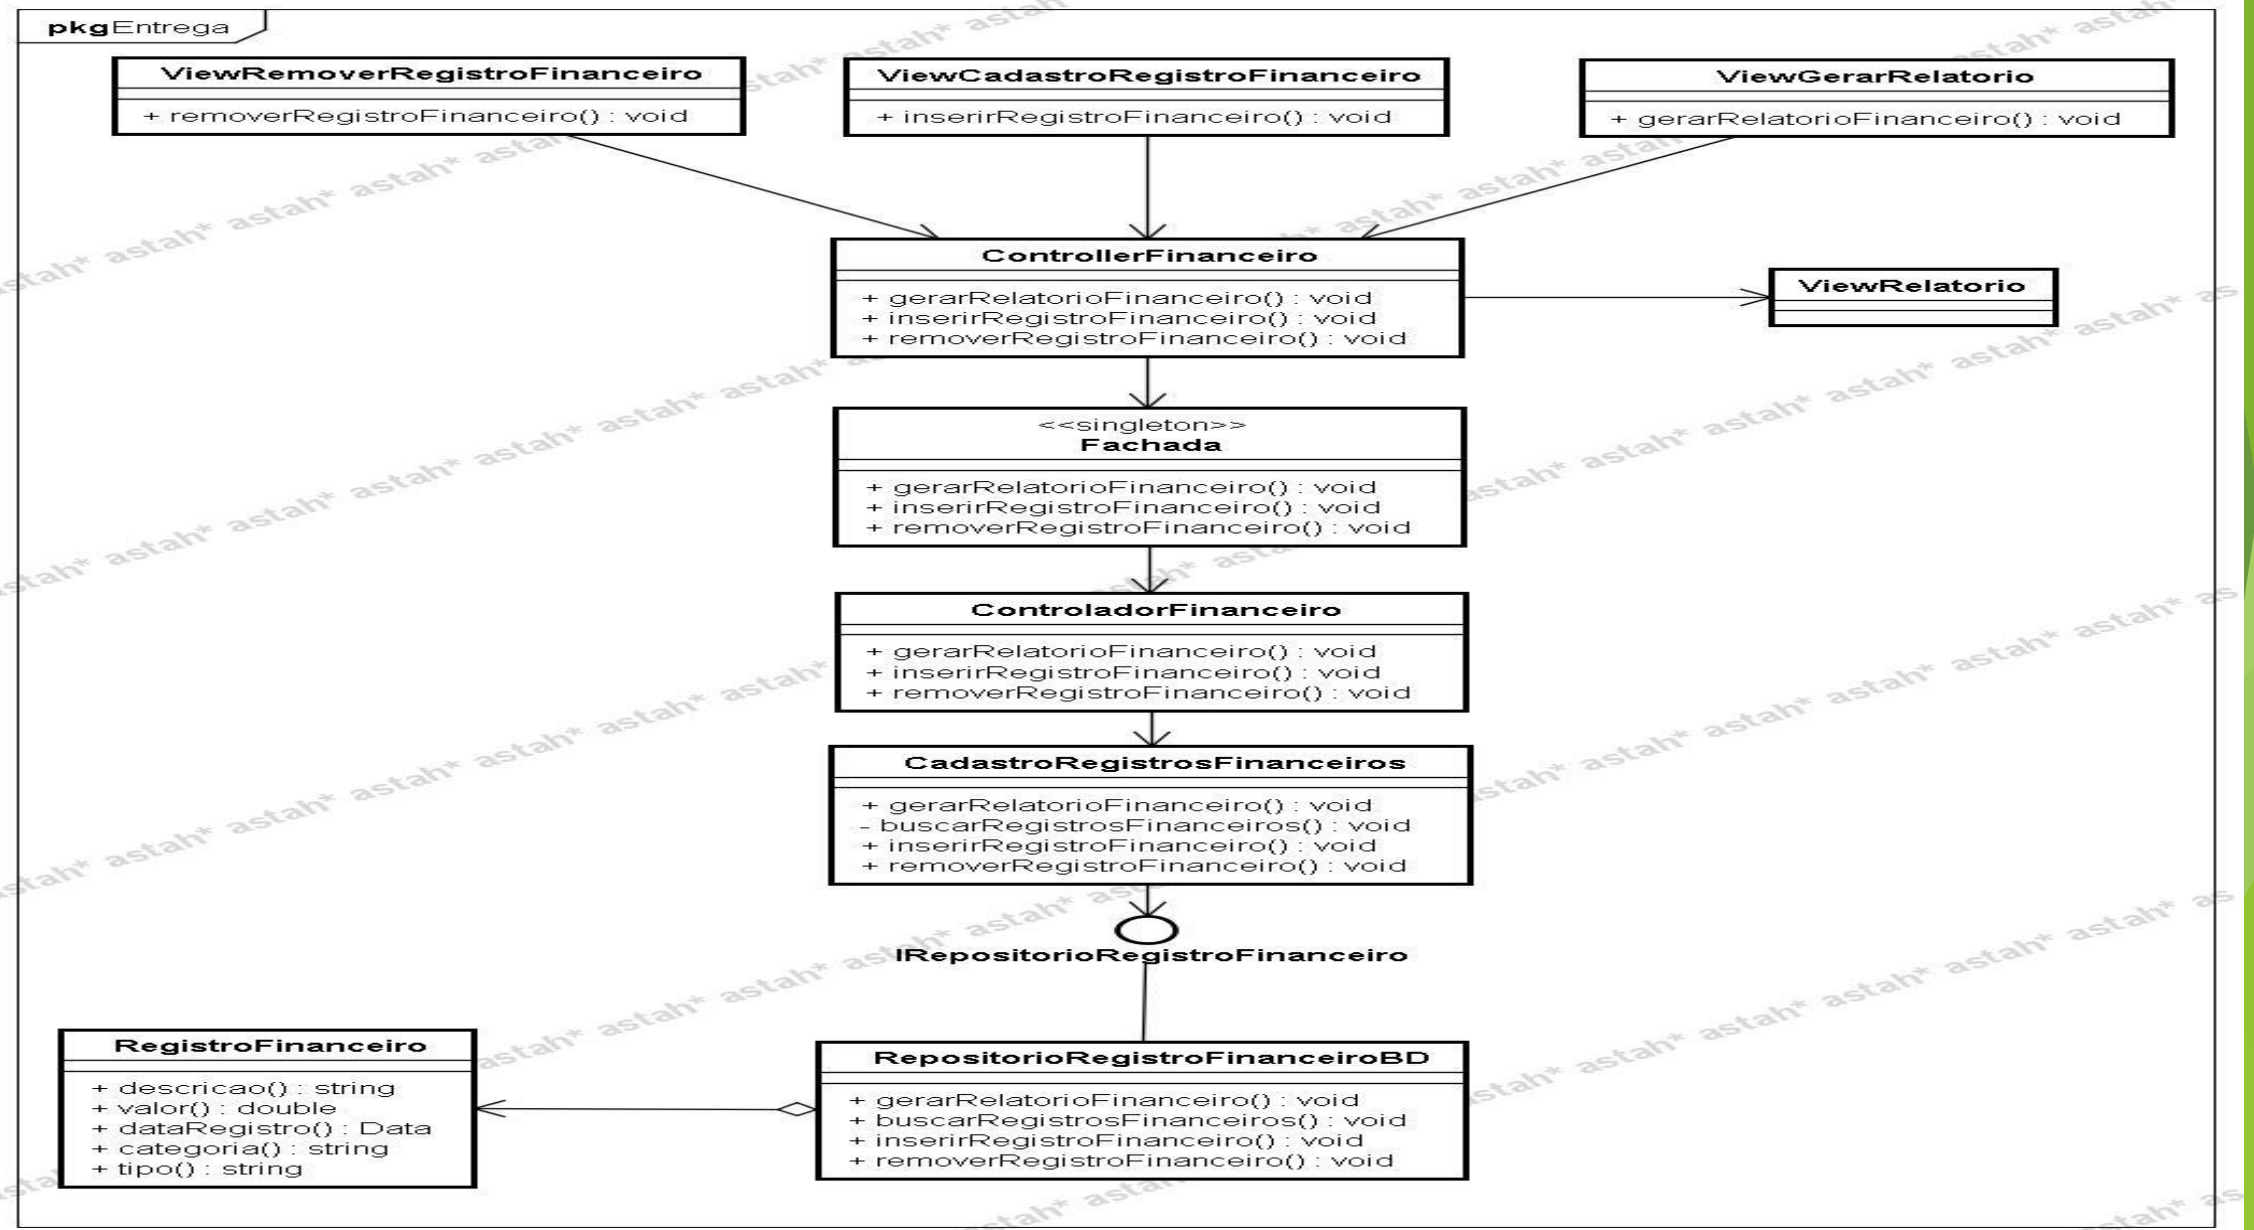 pkg Entrega
ViewRemoverRegistroFinanceiro
+ removerRegistroFinanceiro() : void
ViewCadastroRegistroFinanceiro
+ inserirRegistroFinanceiro() : void
ViewGerarRelatorio
+ gerarRelatorioFinanceiro() : void
ControllerFinanceiro
+ gerarRelatorioFinanceiro() : void
+ inserirRegistroFinanceiro() : void
+ removerRegistroFinanceiro() : void
ViewRelatorio
<<singleton>>
Fachada
+ gerarRelatorioFinanceiro() : void
+ inserirRegistroFinanceiro() : void
+ removerRegistroFinanceiro() : void
ControladorFinanceiro
+ gerarRelatorioFinanceiro() : void
+ inserirRegistroFinanceiro() : void
+ removerRegistroFinanceiro() : void
CadastroRegistrosFinanceiros
+ gerarRelatorioFinanceiro() : void
- buscarRegistrosFinanceiros() : void
+ inserirRegistroFinanceiro() : void
+ removerRegistroFinanceiro() : void
IRepositorioRegistroFinanceiro
RegistroFinanceiro
+ descricao() : string
+ valor() : double
+ dataRegistro() : Data
+ categoria() : string
+ tipo() : string
RepositorioRegistroFinanceiroBD
+ gerarRelatorioFinanceiro() : void
+ buscarRegistrosFinanceiros() : void
+ inserirRegistroFinanceiro() : void
+ removerRegistroFinanceiro() : void